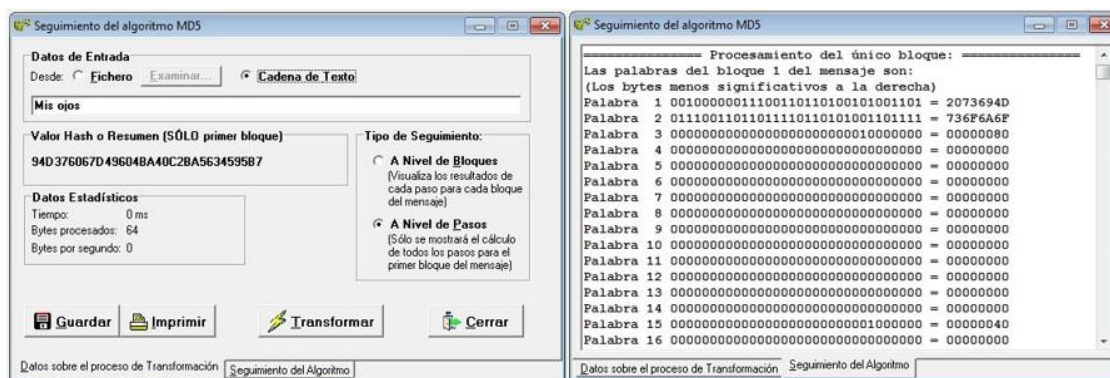 Seguimiento del algoritmo MD5
Datos de Entrada
Desde: Fichero Examinar... Cadena de Texto
Mis ojos
Valor Hash o Resumen (SÓLO primer bloque)
94D376067D49604BA40C2BA5634595B7
Datos Estadísticos
Tiempo: 0 ms
Bytes procesados: 64
Bytes por segundo: 0
Tipo de Seguimiento:
A Nivel de Bloques
(Visualiza los resultados de
cada paso para cada bloque
del mensaje)
A Nivel de Pasos
(Sólo se mostrará el cálculo
de todos los pasos para el
primer bloque del mensaje)
Guardar Imprimir Transformar Cerrar
Datos sobre el proceso de Transformación Seguimiento del Algoritmo
Seguimiento del algoritmo MD5
================ Procesamiento del único bloque: ================
Las palabras del bloque 1 del mensaje son:
(Los bytes menos significativos a la derecha)
Palabra 1 00100000011100110110100101001101 = 2073694D
Palabra 2 01110011011011110110101001101111 = 736F6A6F
Palabra 3 00000000000000000000000010000000 = 00000080
Palabra 4 00000000000000000000000000000000 = 00000000
Palabra 5 00000000000000000000000000000000 = 00000000
Palabra 6 00000000000000000000000000000000 = 00000000
Palabra 7 00000000000000000000000000000000 = 00000000
Palabra 8 00000000000000000000000000000000 = 00000000
Palabra 9 00000000000000000000000000000000 = 00000000
Palabra 10 00000000000000000000000000000000 = 00000000
Palabra 11 00000000000000000000000000000000 = 00000000
Palabra 12 00000000000000000000000000000000 = 00000000
Palabra 13 00000000000000000000000000000000 = 00000000
Palabra 14 00000000000000000000000000000000 = 00000000
Palabra 15 00000000000000000000000001000000 = 00000040
Palabra 16 00000000000000000000000000000000 = 00000000
Datos sobre el proceso de Transformación Seguimiento del Algoritmo